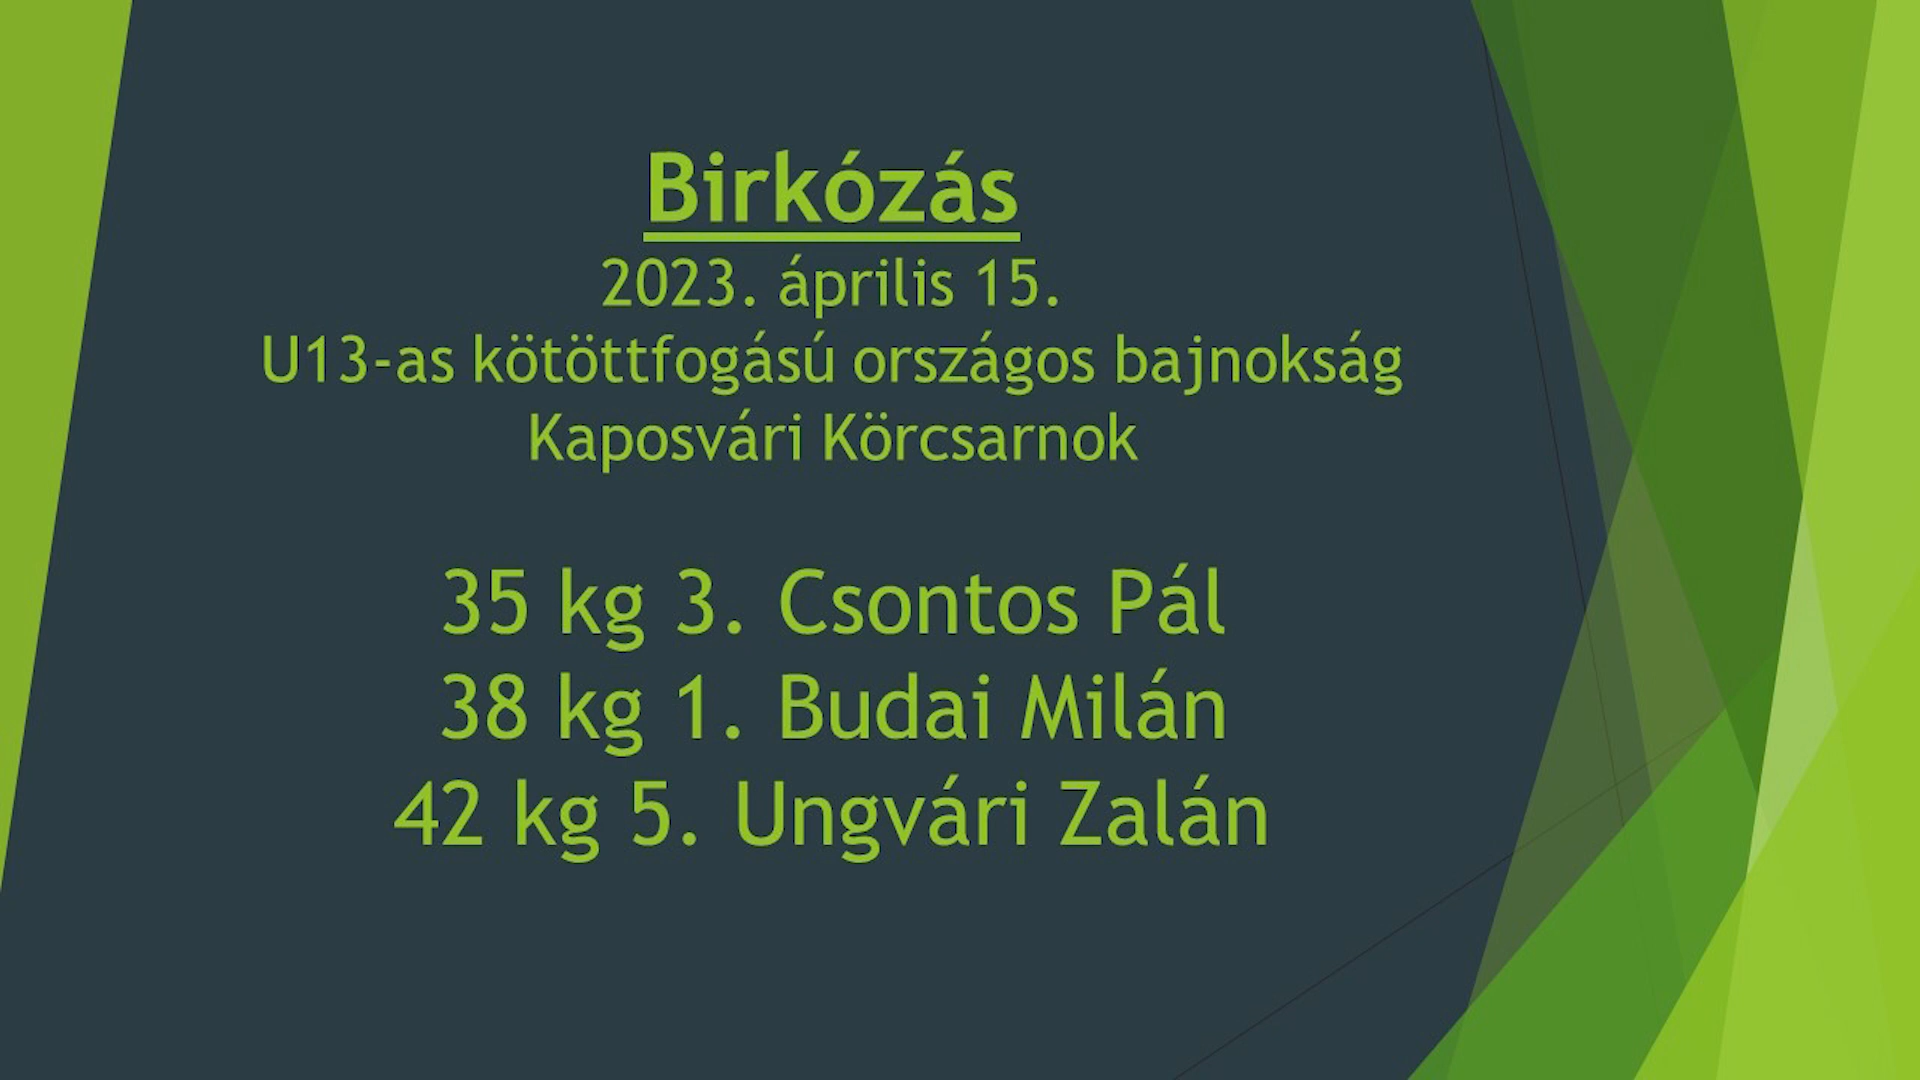 Birkózás
2023. április 15.
U13-as kötöttfogású országos bajnokság
Kaposvári Körcsarnok
35 kg 3. Csontos Pál
38 kg 1. Budai Milán
42 kg 5. Ungvári Zalán